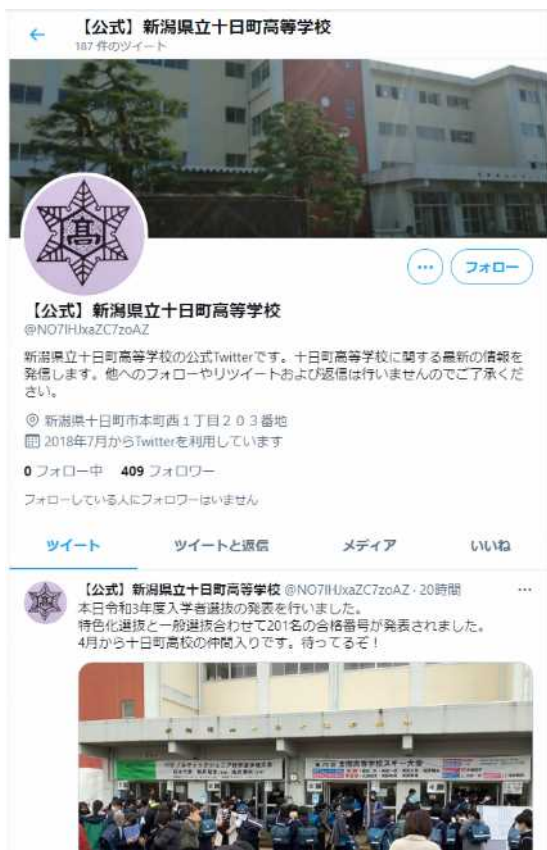 【公式】新潟県立十日町高等学校
187 件のツイート
高
フォロー
【公式】新潟県立十日町高等学校
新潟県立十日町高等学校の公式Twitterです。十日町高等学校に関する最新の情報を
発信します。他へのフォローやリツイートおよび返信は行いませんのでご了承くだ
さい。
新潟県十日町市本町西１丁目２０３番地
2018年7月からTwitterを利用しています
0 フォロー中 409 フォロワー
フォローしている人にフォロワーはいません
ツイート ツイートと返信 メディア いいね
【公式】新潟県立十日町高等学校 · 20時間
本日令和3年度入学者選抜の発表を行いました。
特色化選抜と一般選抜合わせて201名の合格番号が発表されました。
4月から十日町高校の仲間入りです。待ってるぞ！